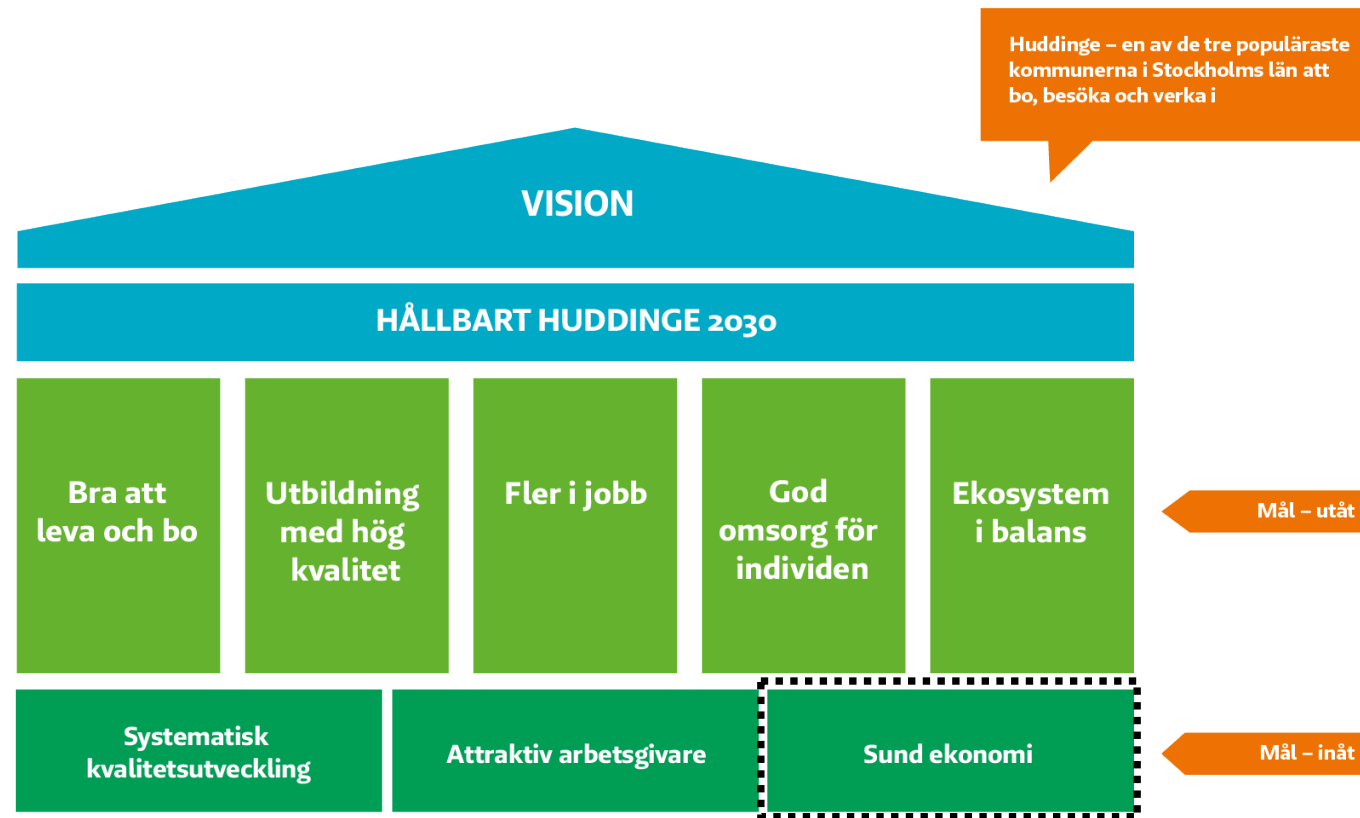 Huddinge – en av de tre populäraste
kommunerna i Stockholms län att
bo, besöka och verka i
VISION
HÅLLBART HUDDINGE 2030
Bra att
leva och bo
Utbildning
med hög
kvalitet
Fler i jobb
God
omsorg för
individen
Ekosystem
i balans
Mål – utåt
Systematisk
kvalitetsutveckling
Attraktiv arbetsgivare
Sund ekonomi
Mål – inåt